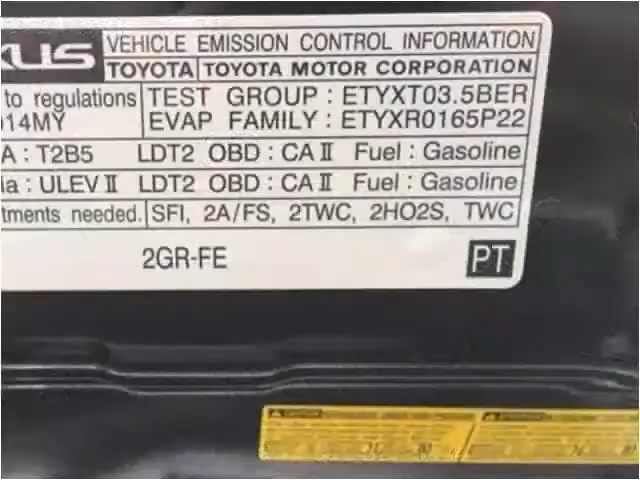 XUS VEHICLE EMISSION CONTROL INFORMATION
TOYOTA TOYOTA MOTOR CORPORATION
to regulations TEST GROUP : ETYXT03.5BER
014MY EVAP FAMILY : ETYXR0165P22
A : T2B5 LDT2 OBD : CA II Fuel : Gasoline
ia : ULEV II LDT2 OBD : CA II Fuel : Gasoline
tments needed. SFI, 2A/FS, 2TWC, 2HO2S, TWC
2GR-FE PT